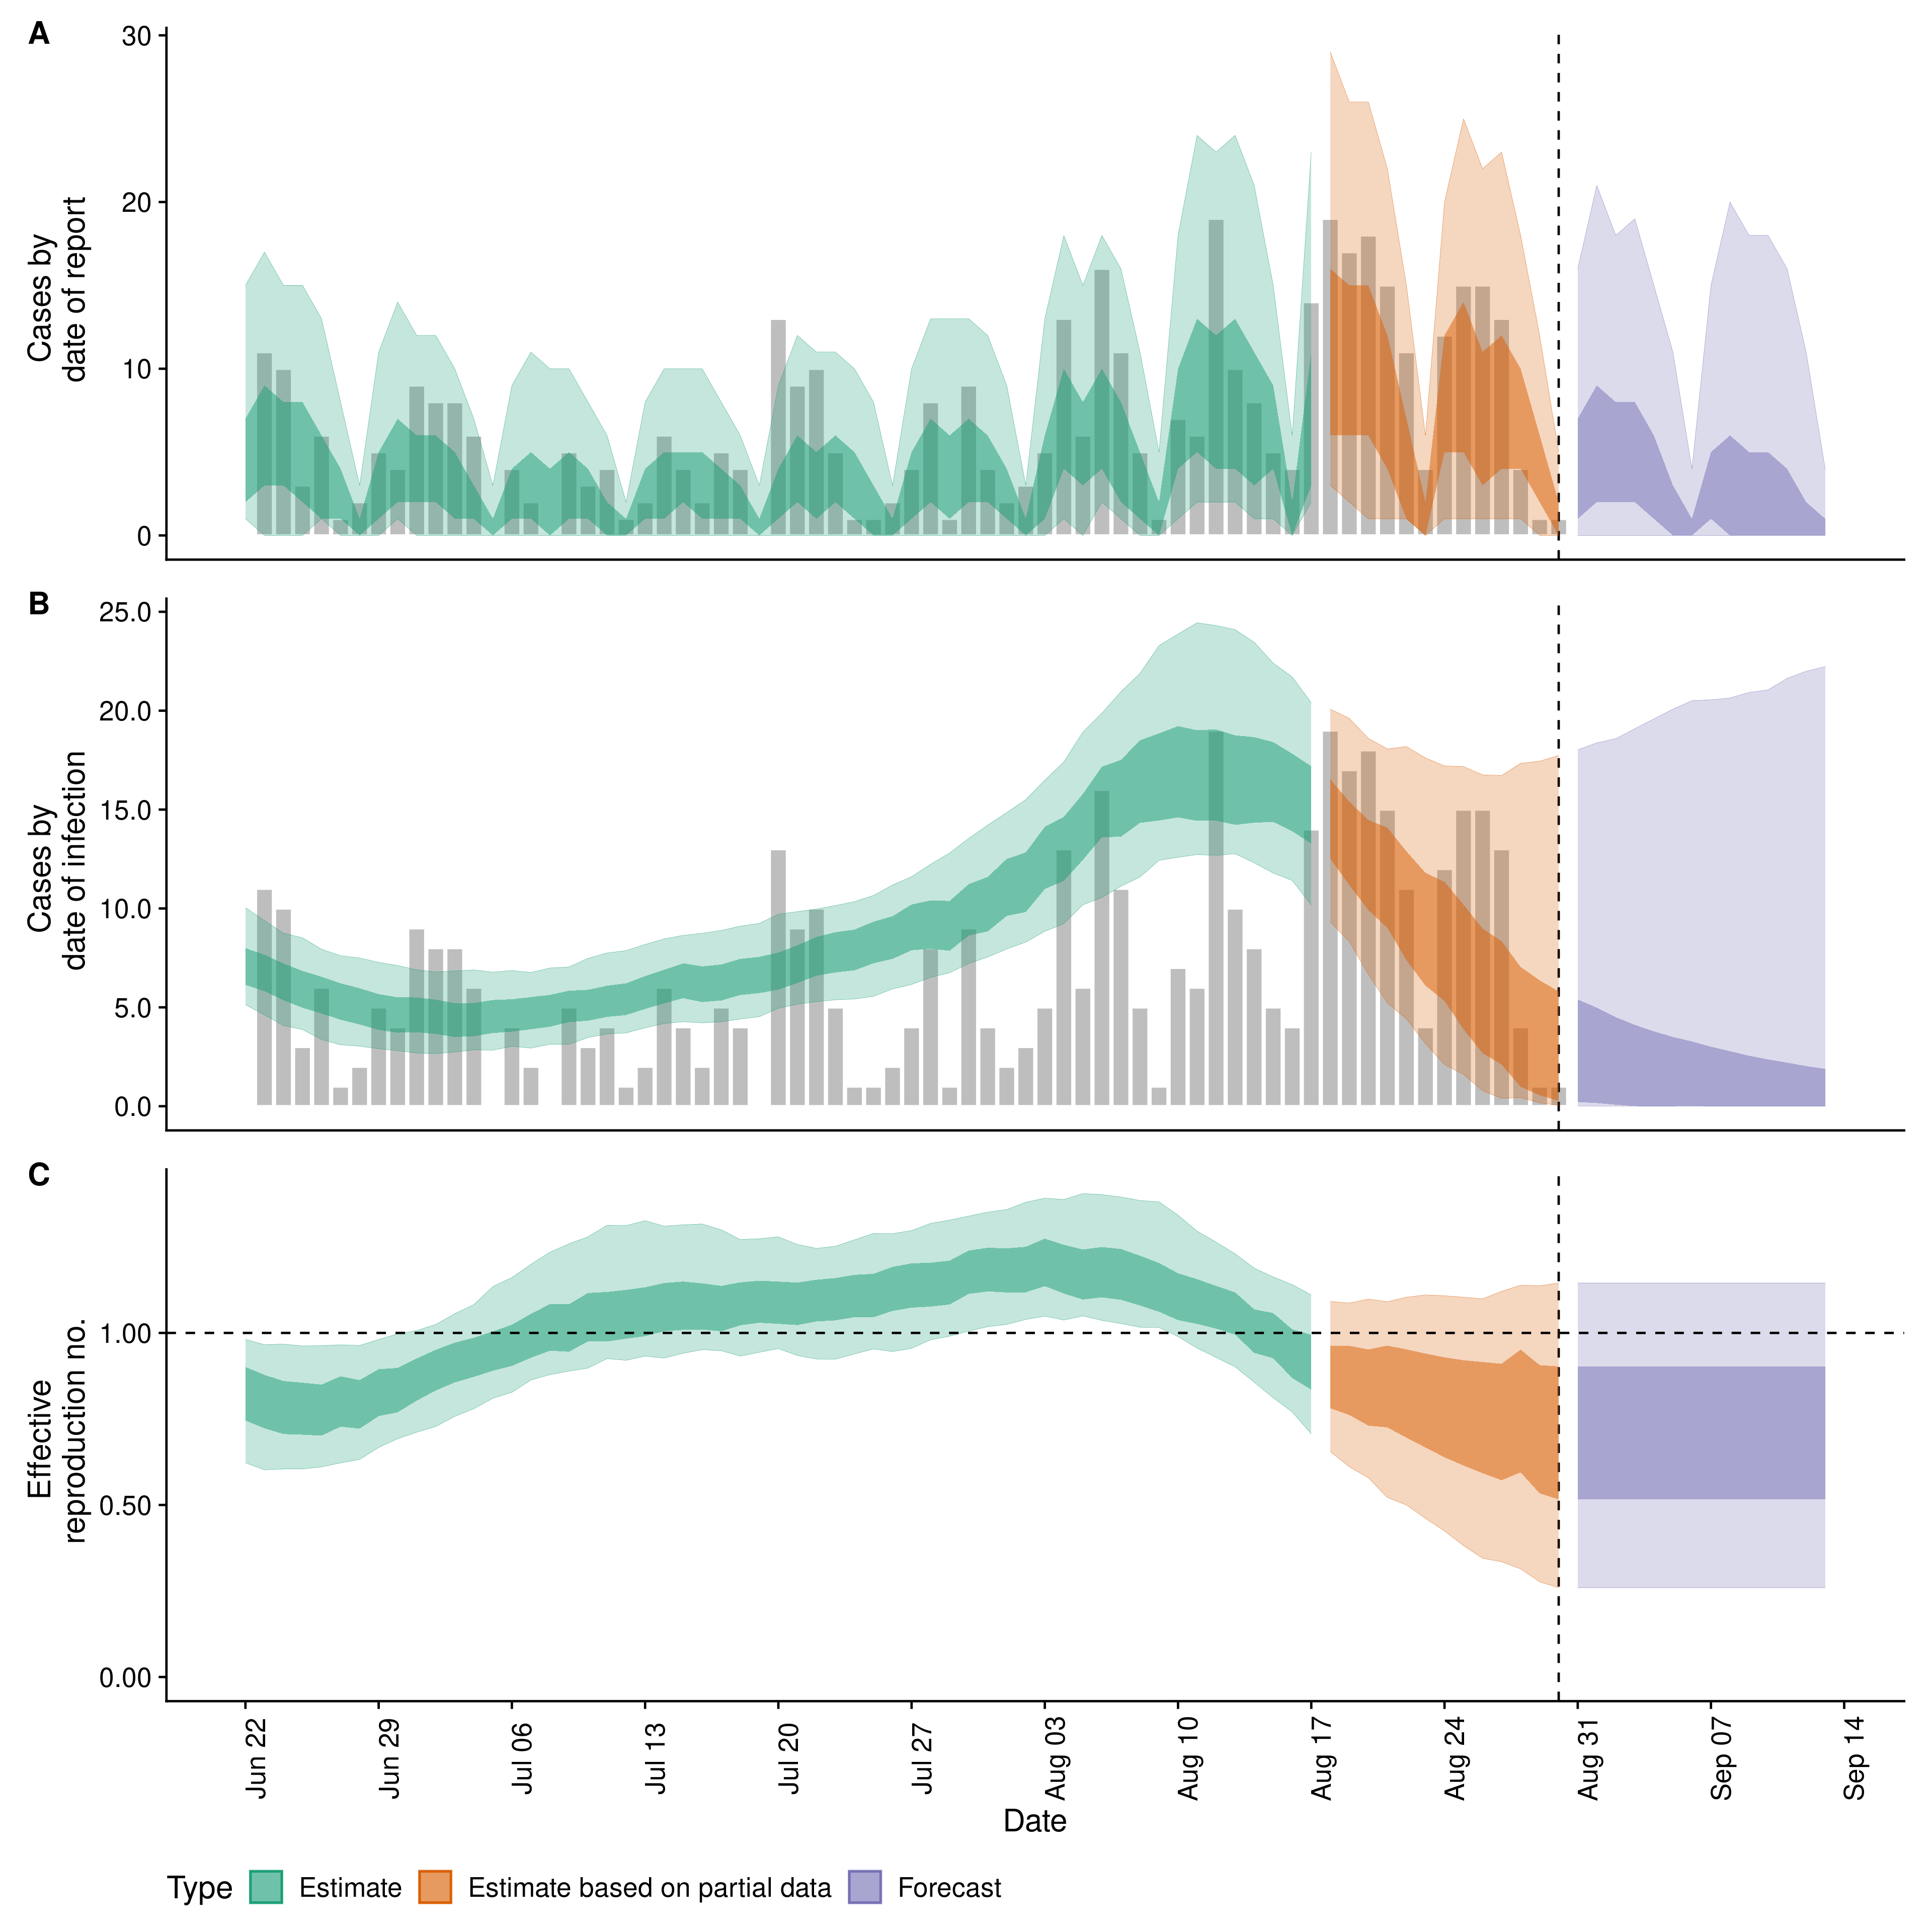 A
30
20
10
0
Cases by
date of report
B
25.0
20.0
15.0
10.0
5.0
0.0
Cases by
date of infection
C
1.00
0.50
0.00
Effective
reproduction no.
Jun 22
Jun 29
Jul 06
Jul 13
Jul 20
Jul 27
Aug 03
Aug 10
Aug 17
Aug 24
Aug 31
Sep 07
Sep 14
Date
Type
Estimate
Estimate based on partial data
Forecast